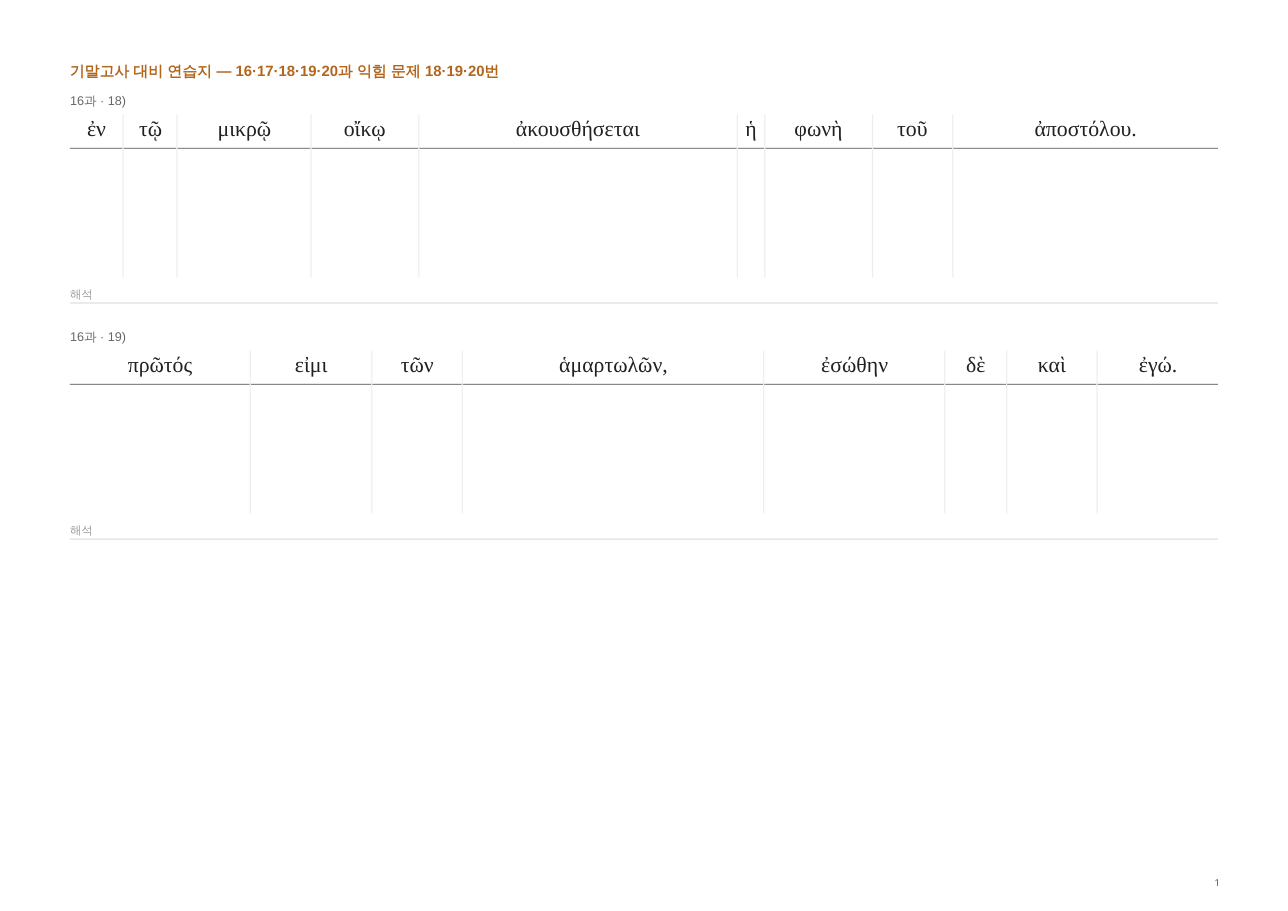 기말고사 대비 연습지 — 16·17·18·19·20과 익힘 문제 18·19·20번
16과 · 18)
ἐν τῷ μικρῷ οἴκῳ ἀκουσθήσεται ἡ φωνὴ τοῦ ἀποστόλου.
해석
16과 · 19)
πρῶτός εἰμι τῶν ἁμαρτωλῶν, ἐσώθην δὲ καὶ ἐγώ.
해석
1